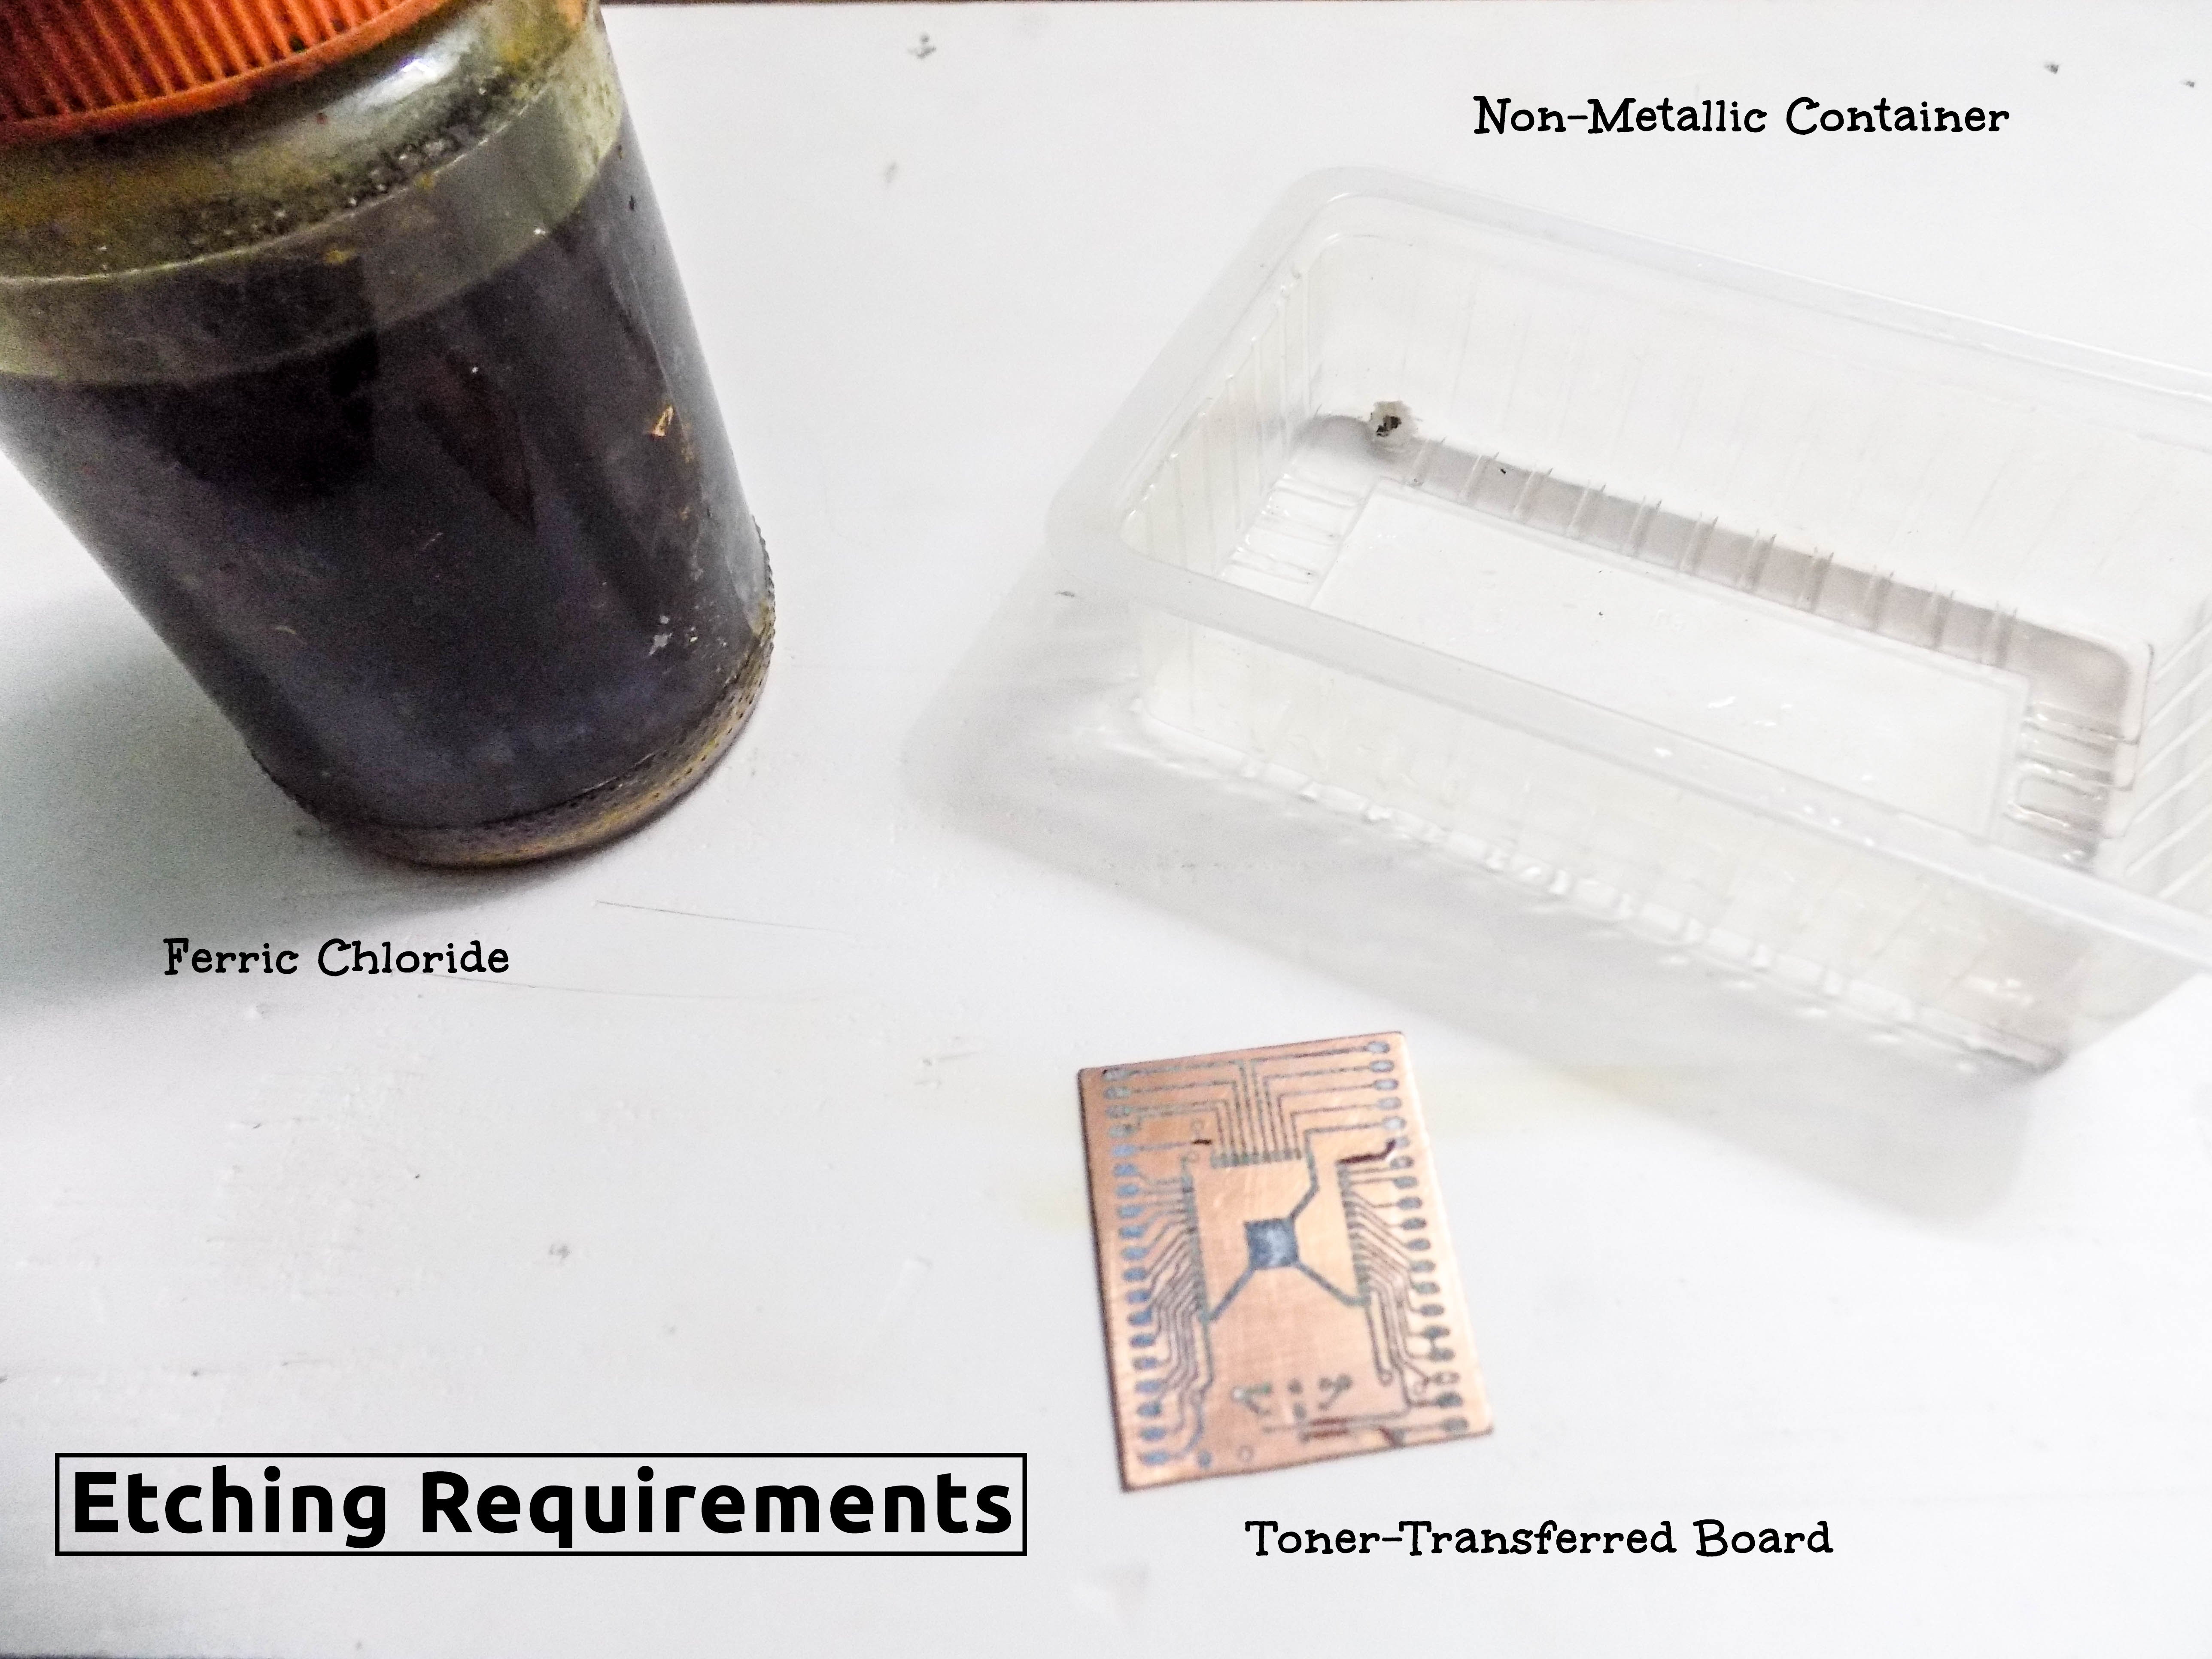 Non-Metallic Container
Ferric Chloride
Etching Requirements
Toner-Transferred Board